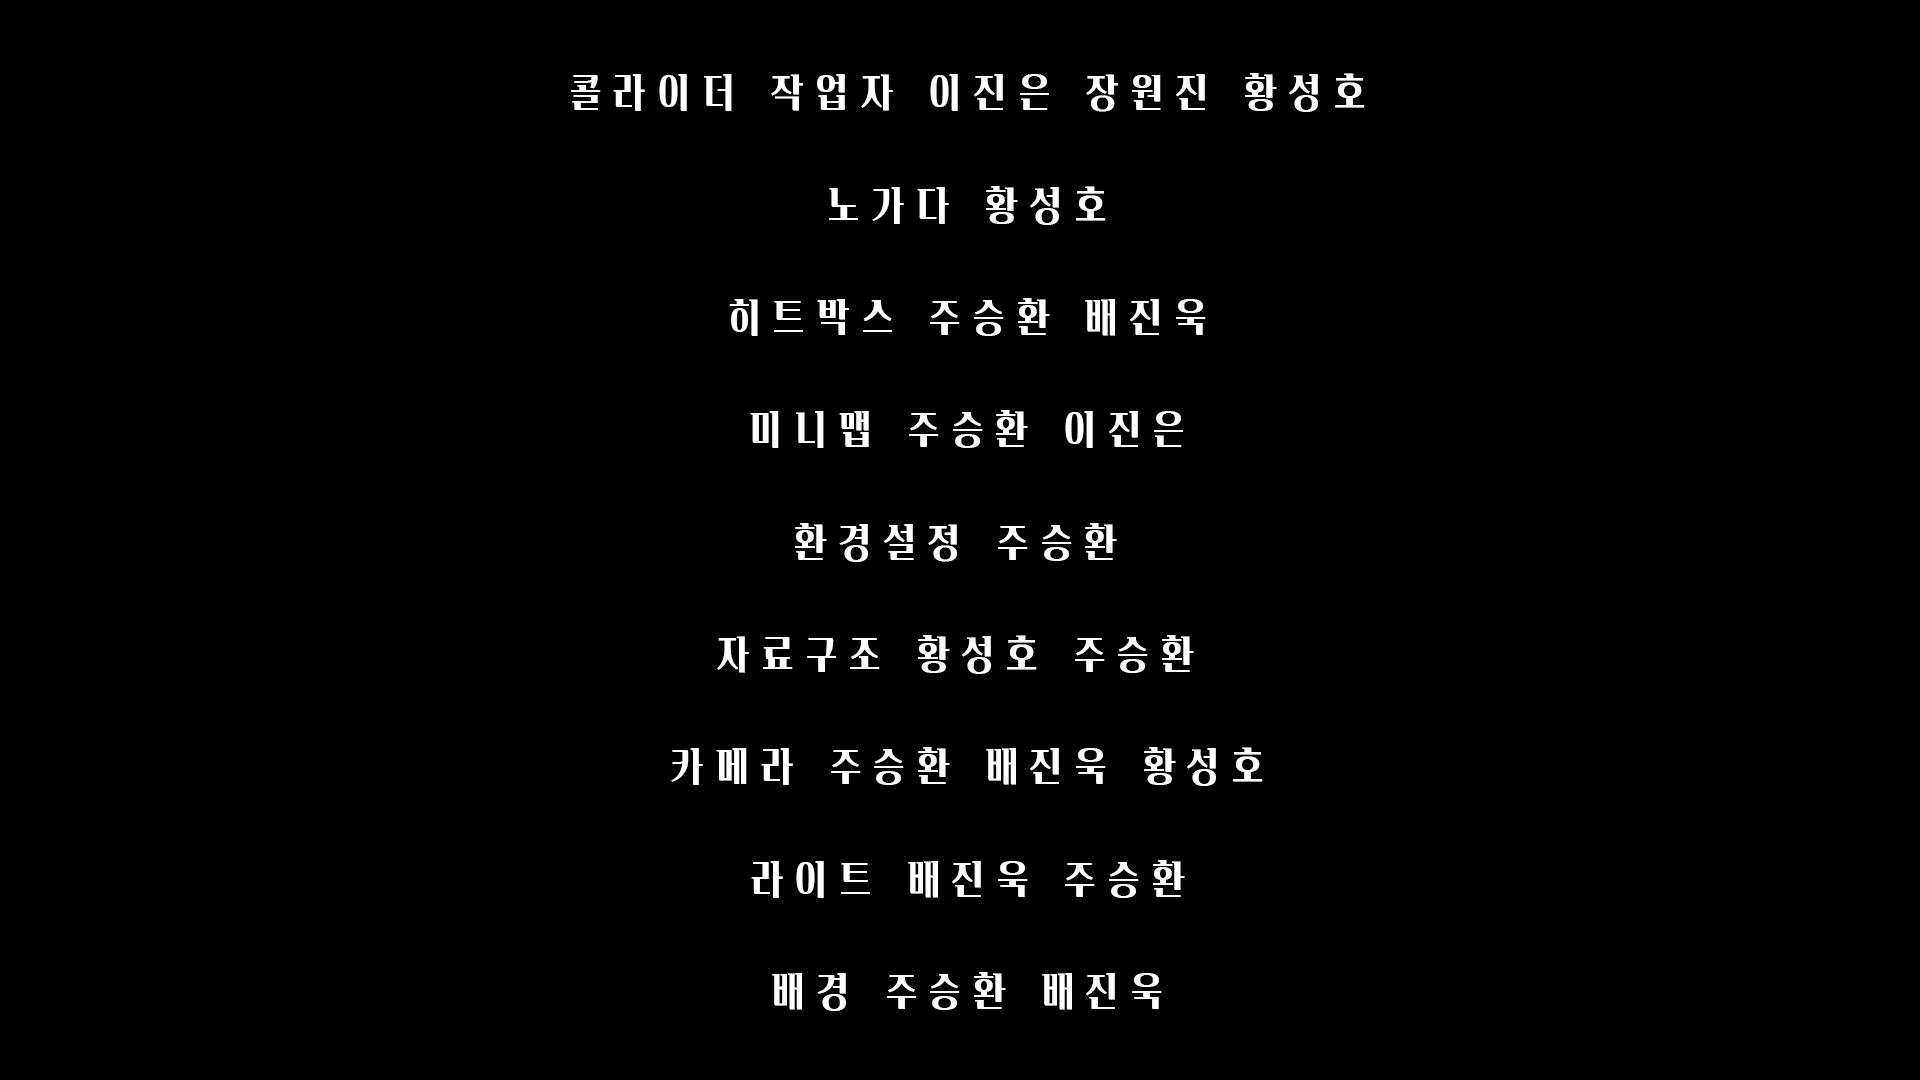 콜라이더 작업자 이진은 장원진 황성호
노가다 황성호
히트박스 주승환 배진욱
미니맵 주승환 이진은
환경설정 주승환
자료구조 황성호 주승환
카메라 주승환 배진욱 황성호
라이트 배진욱 주승환
배경 주승환 배진욱